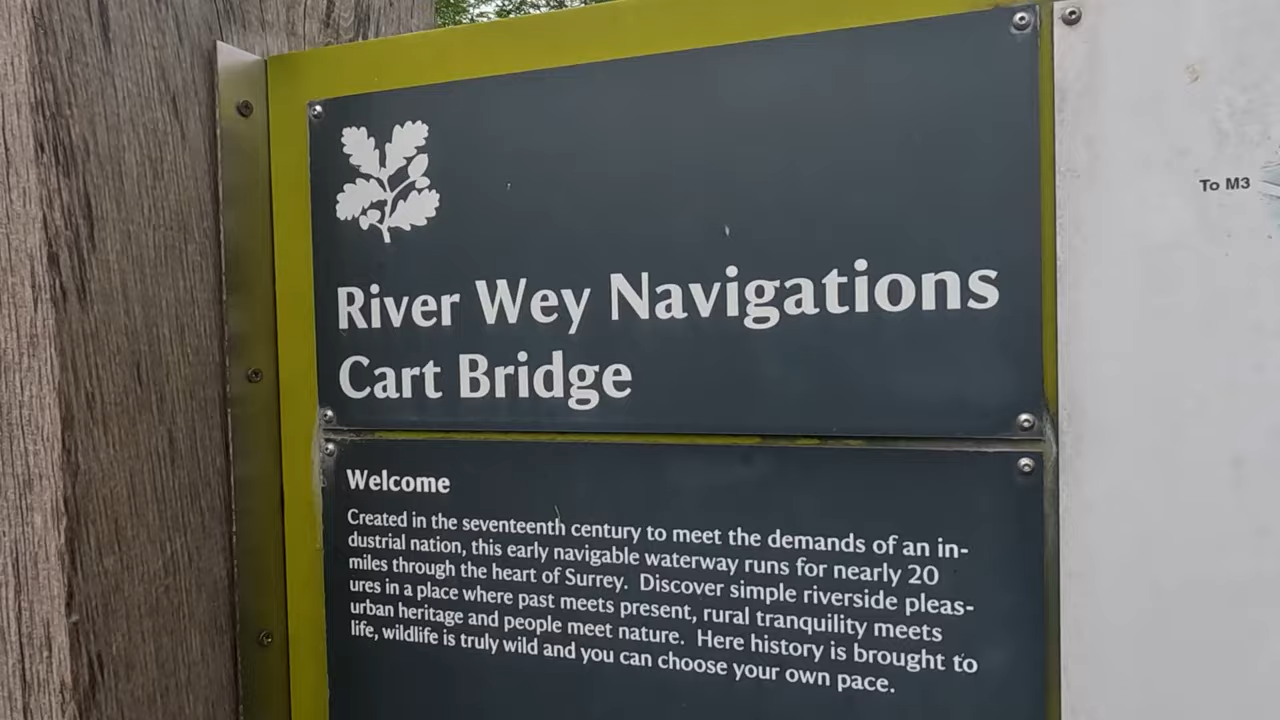 River Wey Navigations
Cart Bridge
Welcome
Created in the seventeenth century to meet the demands of an in-
dustrial nation, this early navigable waterway runs for nearly 20
miles through the heart of Surrey. Discover simple riverside pleas-
ures in a place where past meets present, rural tranquility meets
urban heritage and people meet nature. Here history is brought to
life, wildlife is truly wild and you can choose your own pace.
To M3